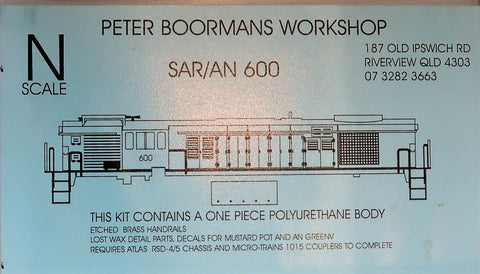 PETER BOORMANS WORKSHOP
N
SCALE
187 OLD IPSWICH RD
RIVERVIEW QLD 4303
07 3282 3663
SAR/AN 600
600
THIS KIT CONTAINS A ONE PIECE POLYURETHANE BODY
ETCHED BRASS HANDRAILS
LOST WAX DETAIL PARTS, DECALS FOR MUSTARD POT AND AN GREENV
REQUIRES ATLAS RSD-4/5 CHASSIS AND MICRO-TRAINS 1015 COUPLERS TO COMPLETE